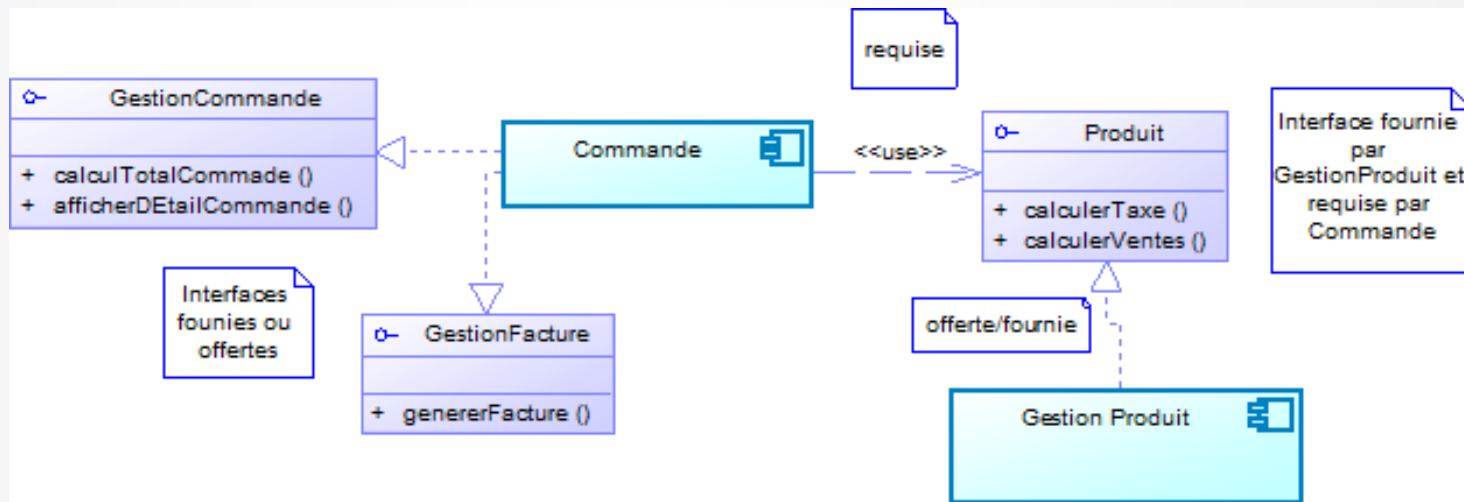 requise
GestionCommande
+ calculTotalCommade ()
+ afficherDEtailCommande ()
Commande
<<use>>
Produit
+ calculerTaxe ()
+ calculerVentes ()
Interface fournie
par
GestionProduit et
requise par
Commande
Interfaces
founies ou
offertes
GestionFacture
+ genererFacture ()
offerte/fournie
Gestion Produit